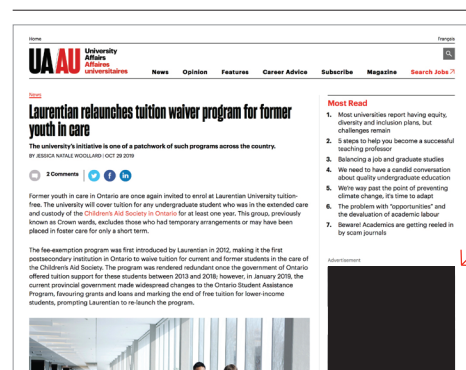 Home
Français
UA AU
University
Affairs
Affaires
universitaires
News Opinion Features Career Advice Subscribe Magazine Search Jobs
News
Laurentian relaunches tuition waiver program for former
youth in care
The university's initiative is one of a patchwork of such programs across the country.
BY JESSICA NATALE WOOLLARD | OCT 29 2019
2 Comments
Former youth in care in Ontario are once again invited to enrol at Laurentian University tuition-
free. The university will cover tuition for any undergraduate student who was in the extended care
and custody of the Children's Aid Society in Ontario for at least one year. This group, previously
known as Crown wards, excludes those who had temporary arrangements or may have been
placed in foster care for only a short term.
The fee-exemption program was first introduced by Laurentian in 2012, making it the first
postsecondary institution in Ontario to waive tuition for current and former students in the care of
the Children's Aid Society. The program was rendered redundant once the government of Ontario
offered tuition support for these students between 2013 and 2018; however, in January 2019, the
current provincial government made widespread changes to the Ontario Student Assistance
Program, favouring grants and loans and marking the end of free tuition for lower-income
students, prompting Laurentian to re-launch the program.
Most Read
1. Most universities report having equity,
diversity and inclusion plans, but
challenges remain
2. 5 steps to help you become a successful
teaching professor
3. Balancing a job and graduate studies
4. We need to have a candid conversation
about quality undergraduate education
5. We're way past the point of preventing
climate change, it's time to adapt
6. The problem with "opportunities" and
the devaluation of academic labour
7. Beware! Academics are getting reeled in
by scam journals
Advertisement